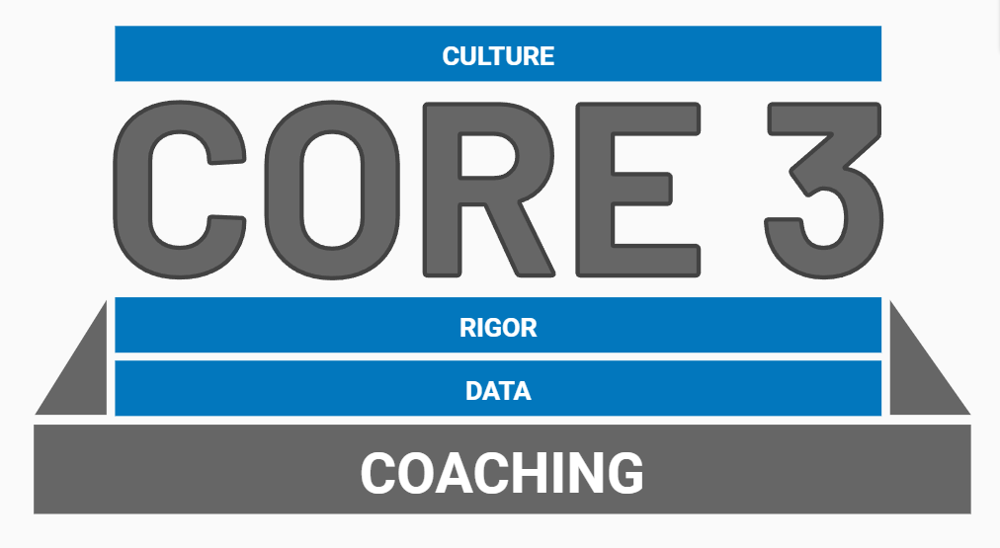 CULTURE
CORE 3
RIGOR
DATA
COACHING